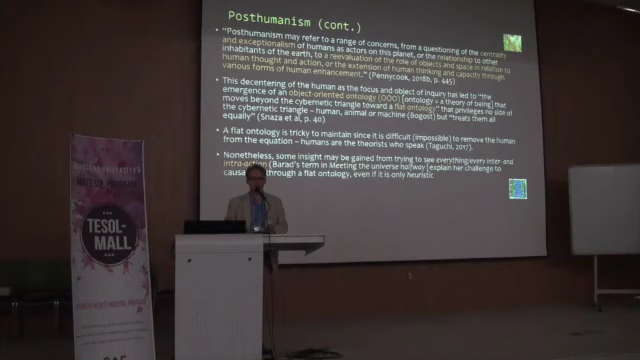 Posthumanism (cont.)
• "Posthumanism may refer to a range of concerns, from a questioning of the centrality
and exceptionalism of humans as actors on this planet, or the relationship to other
inhabitants of the earth, to a reevaluation of the role of objects and space in relation to
human thought and action, or the extension of human thinking and capacity through
various forms of human enhancement." (Pennycook, 2018b, p. 445)
• This decentering of the human as the focus and object of inquiry has led to "the
emergence of an object-oriented ontology (OOO) [ontology = a theory of being] that
moves beyond the cybernetic triangle toward a flat ontology" that privileges no side of
the cybernetic triangle – human, animal or machine (Bogost) but "treats them all
equally" (Snaza et al, p. 40)
• A flat ontology is tricky to maintain since it is difficult (impossible) to remove the human
from the equation – humans are the theorists who speak (Taguchi, 2017).
• Nonetheless, some insight may be gained from trying to see everything/every inter- and
intra-action (Barad's term in Meeting the universe halfway
explain her challenge to
through a flat ontology, even if it is only heuristic
MATESOL PROGRAM
TESOL-
MALL